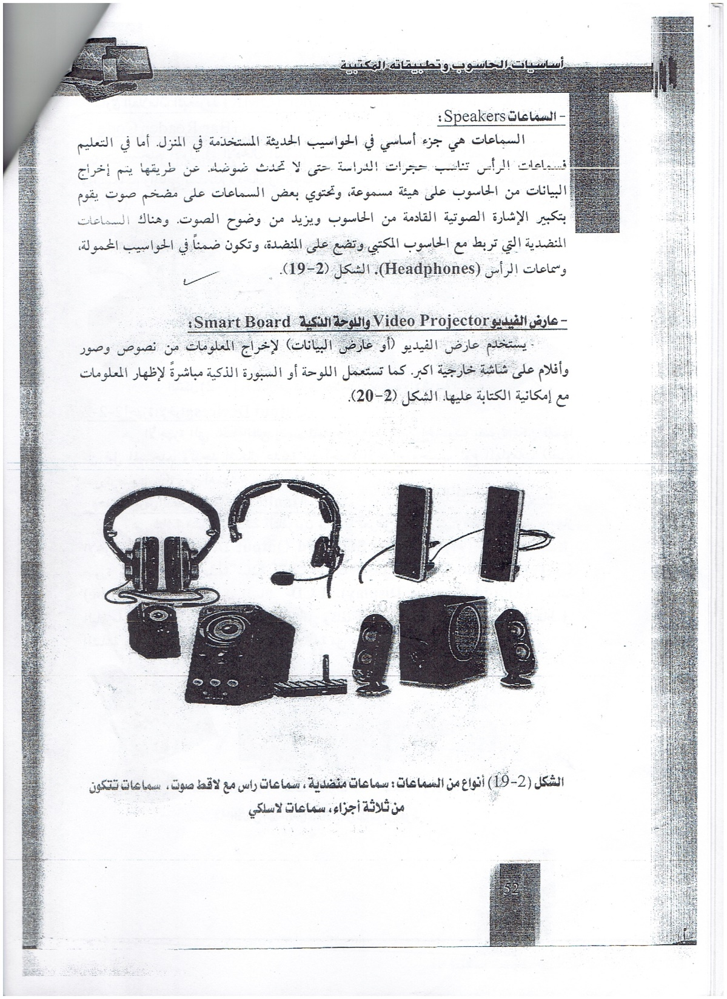 أساسيات الحاسوب وتطبيقاته المكتبية
- السماعات Speakers :
السماعات هي جزء أساسي في الحواسيب الحديثة المستخدمة في المنزل. أما في التعليم
فسماعات الرأس تناسب حجرات الدراسة حتى لا تحدث ضوضاء. عن طريقها يتم إخراج
البيانات من الحاسوب على هيئة مسموعة، وتحتوي بعض السماعات على مضخم صوت يقوم
بتكبير الإشارة الصوتية القادمة من الحاسوب ويزيد من وضوح الصوت. وهناك السماعات
المنضدية التي تربط مع الحاسوب المكتبي وتضع على المنضدة، وتكون ضمناً في الحواسيب المحمولة،
وسماعات الرأس (Headphones). الشكل (2-19).
- عارض الفيديو Video Projector واللوحة الذكية Smart Board :
يستخدم عارض الفيديو (أو عارض البيانات) لإخراج المعلومات من نصوص وصور
وأفلام على شاشة خارجية اكبر. كما تستعمل اللوحة أو السبورة الذكية مباشرةً لإظهار المعلومات
مع إمكانية الكتابة عليها. الشكل (2-20).
الشكل (2-19) أنواع من السماعات : سماعات منضدية ، سماعات راس مع لاقط صوت ، سماعات تتكون
من ثلاثة أجزاء ، سماعات لاسلكي
52